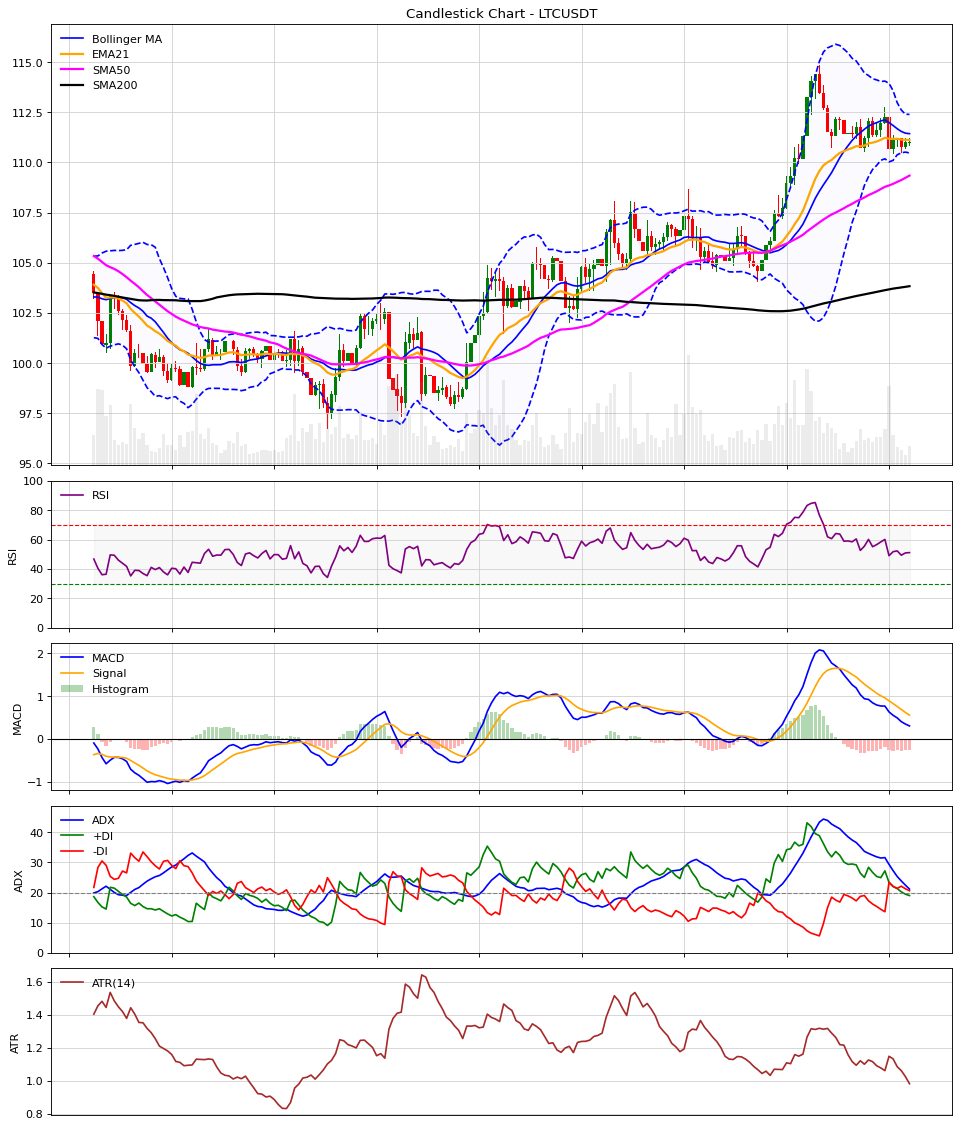 Candlestick Chart - LTCUSDT
Bollinger MA
EMA21
SMA50
SMA200
115.0
112.5
110.0
107.5
105.0
102.5
100.0
97.5
95.0
RSI
100
80
60
40
20
0
RSI
MACD
Signal
Histogram
2
1
0
−1
MACD
ADX
+DI
-DI
40
30
20
10
0
ADX
ATR(14)
1.6
1.4
1.2
1.0
0.8
ATR